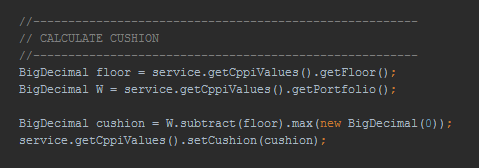 //-------------------------------------------------------
// CALCULATE CUSHION
//-------------------------------------------------------
BigDecimal floor = service.getCppiValues().getFloor();
BigDecimal W = service.getCppiValues().getPortfolio();
BigDecimal cushion = W.subtract(floor).max(new BigDecimal(0));
service.getCppiValues().setCushion(cushion);